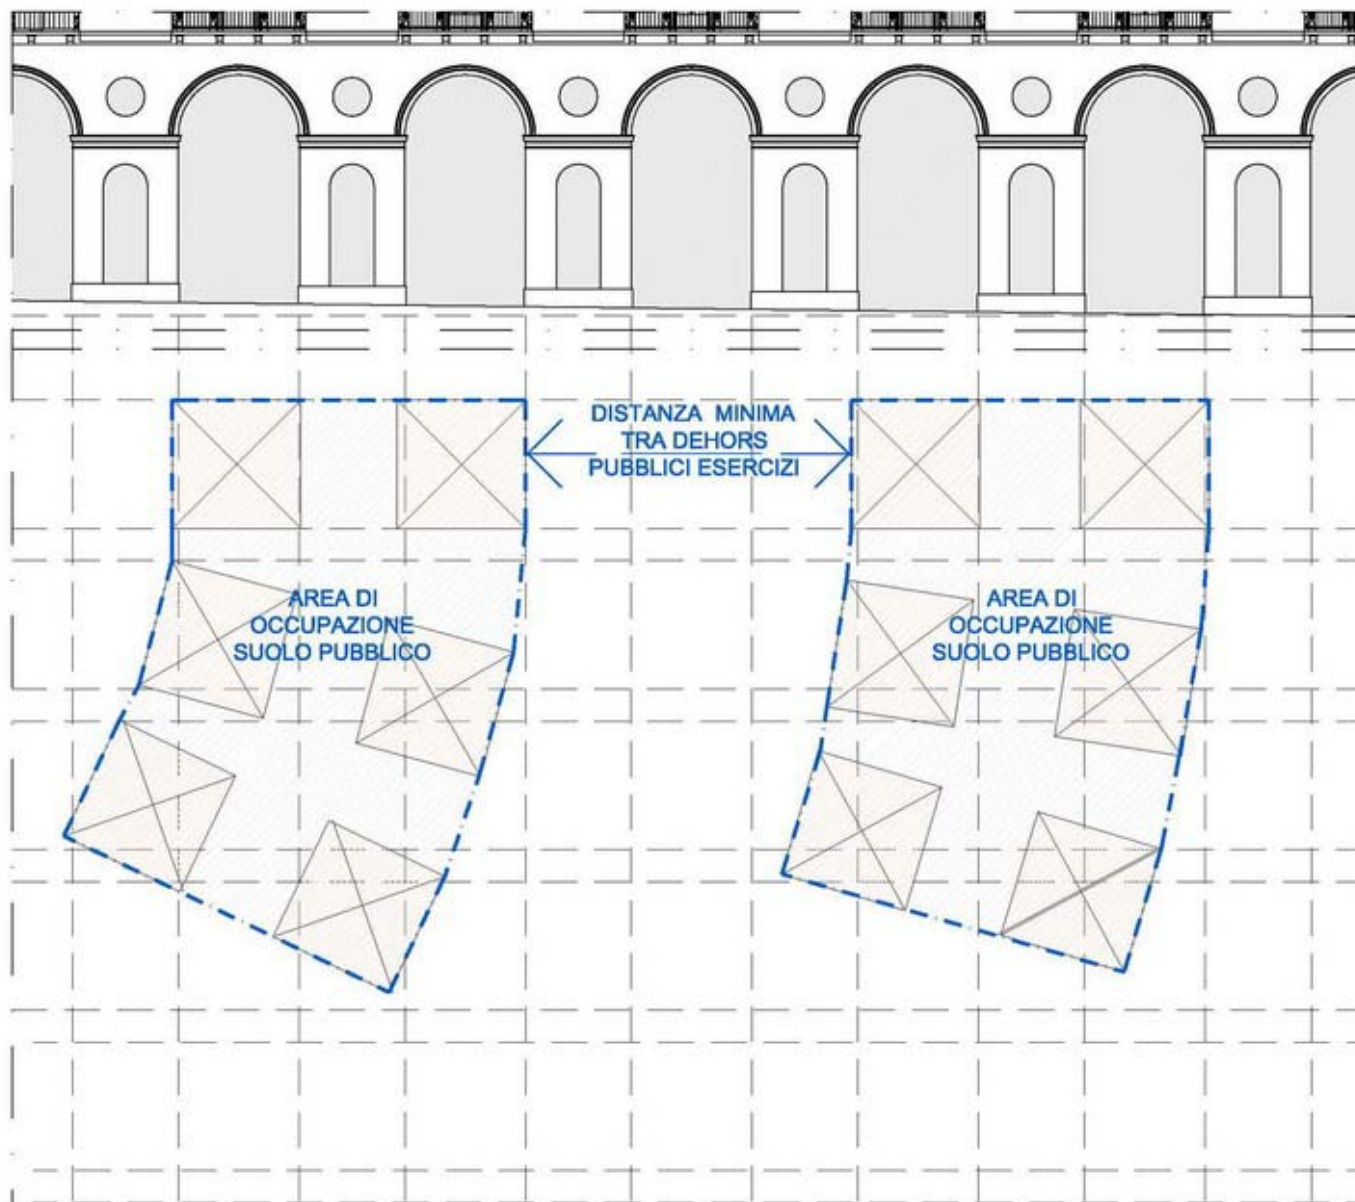 DISTANZA MINIMA
TRA DEHORS
PUBBLICI ESERCIZI
AREA DI
OCCUPAZIONE
SUOLO PUBBLICO
AREA DI
OCCUPAZIONE
SUOLO PUBBLICO